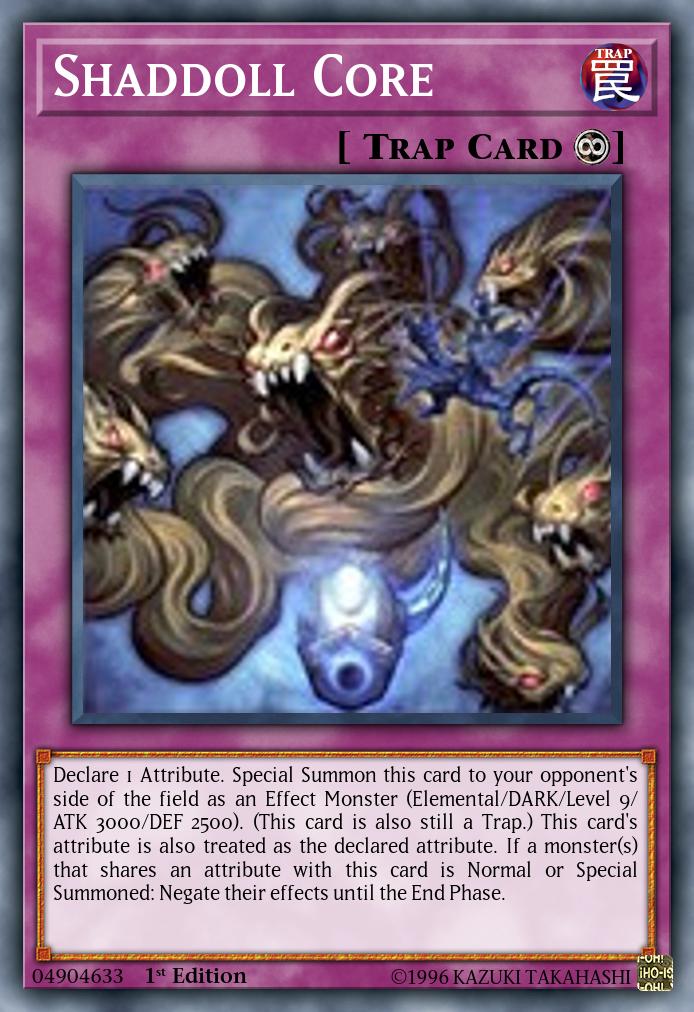 Shaddoll Core
TRAP
罠
[ Trap Card ]
Declare 1 Attribute. Special Summon this card to your opponent's
side of the field as an Effect Monster (Elemental/DARK/Level 9/
ATK 3000/DEF 2500). (This card is also still a Trap.) This card's
attribute is also treated as the declared attribute. If a monster(s)
that shares an attribute with this card is Normal or Special
Summoned: Negate their effects until the End Phase.
04904633 1st Edition ©1996 KAZUKI TAKAHASHI